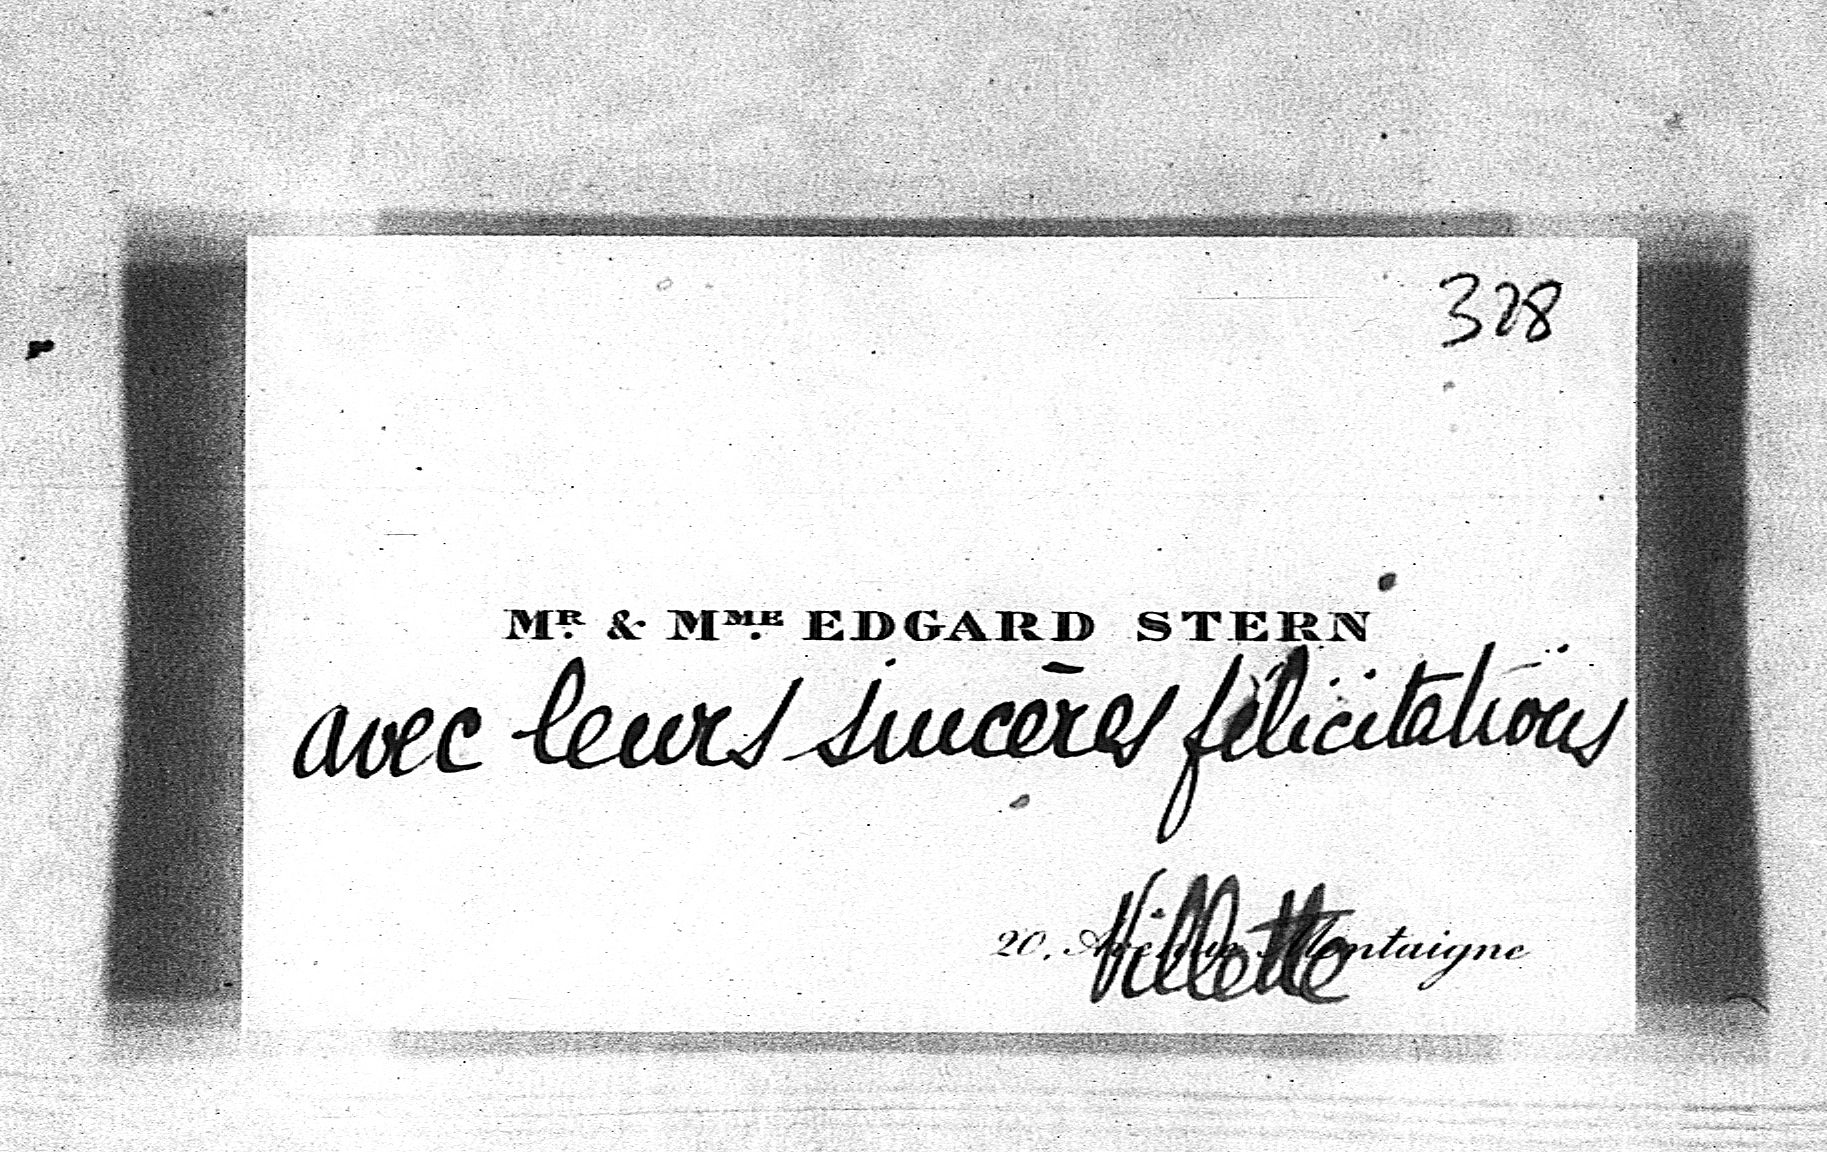 328
Mr. & Mme. EDGARD STERN
avec leurs sincères félicitations
Villette
20, Avenue Montaigne